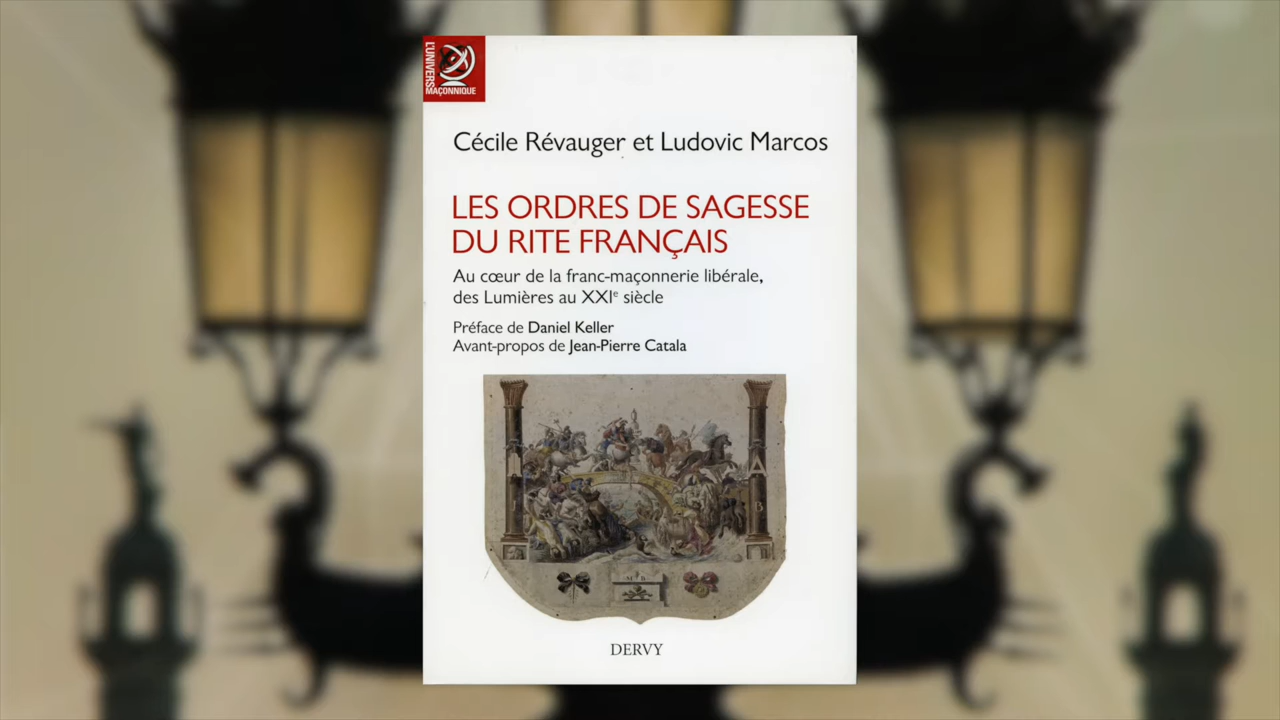 L'UNIVERS
MAÇONNIQUE
Cécile Révauger et Ludovic Marcos
LES ORDRES DE SAGESSE
DU RITE FRANÇAIS
Au cœur de la franc-maçonnerie libérale,
des Lumières au XXIe siècle
Préface de Daniel Keller
Avant-propos de Jean-Pierre Catala
A
J
B
M B
DERVY